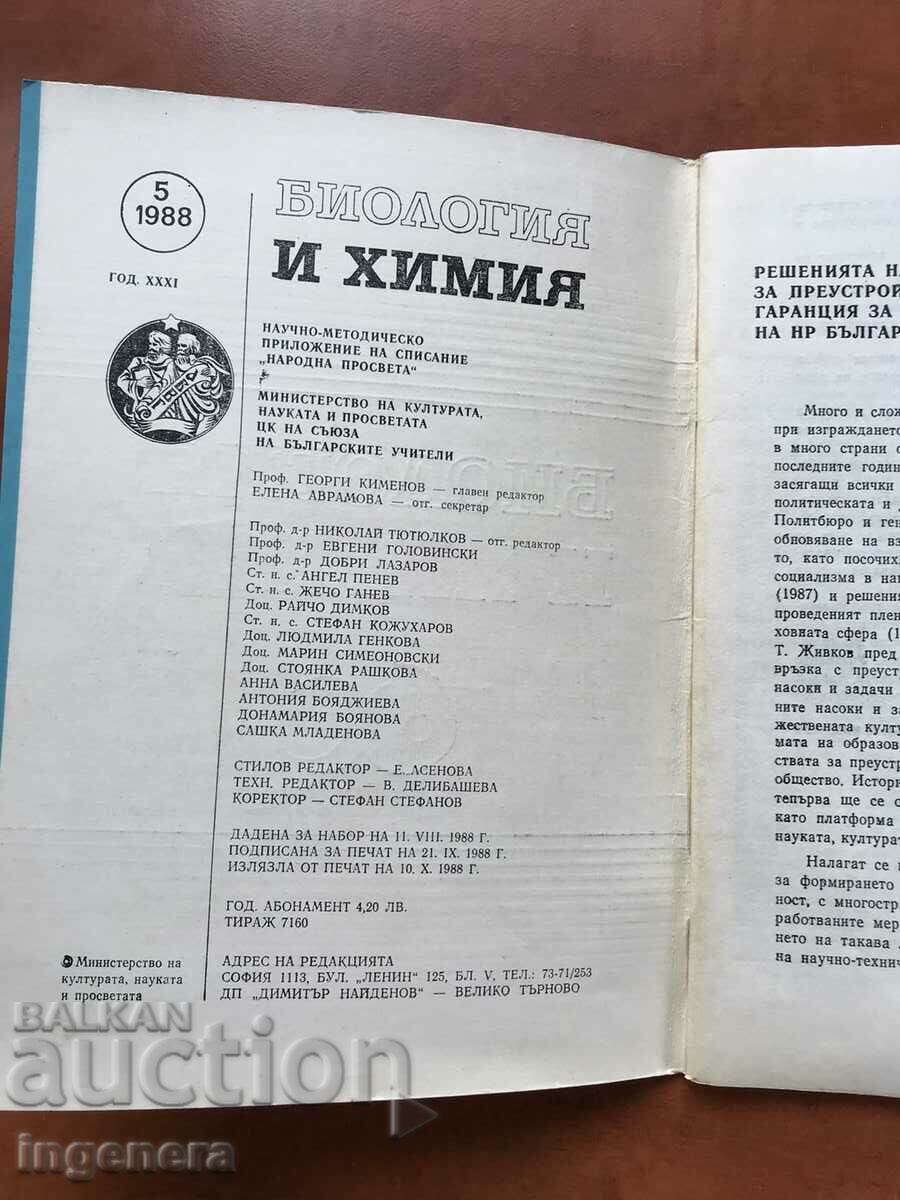 5
1988
ГОД. XXXI
БИОЛОГИЯ
И ХИМИЯ
НАУЧНО-МЕТОДИЧЕСКО
ПРИЛОЖЕНИЕ НА СПИСАНИЕ
„НАРОДНА ПРОСВЕТА“
МИНИСТЕРСТВО НА КУЛТУРАТА,
НАУКАТА И ПРОСВЕТАТА
ЦК НА СЪЮЗА
НА БЪЛГАРСКИТЕ УЧИТЕЛИ
Проф. ГЕОРГИ КИМЕНОВ — главен редактор
ЕЛЕНА АВРАМОВА — отг. секретар
Проф. д-р НИКОЛАЙ ТЮТЮЛКОВ — отг. редактор
Проф. д-р ЕВГЕНИ ГОЛОВИНСКИ
Проф. д-р ДОБРИ ЛАЗАРОВ
Ст. н. с. АНГЕЛ ПЕНЕВ
Ст. н. с. ЖЕЧО ГАНЕВ
Доц. РАЙЧО ДИМКОВ
Ст. н. с. СТЕФАН КОЖУХАРОВ
Доц. ЛЮДМИЛА ГЕНКОВА
Доц. МАРИН СИМЕОНОВСКИ
Доц. СТОЯНКА РАШКОВА
АННА ВАСИЛЕВА
АНТОНИЯ БОЯДЖИЕВА
ДОНАМАРИЯ БОЯНОВА
САШКА МЛАДЕНОВА
СТИЛОВ РЕДАКТОР — Е. АСЕНОВА
ТЕХН. РЕДАКТОР — В. ДЕЛИБАШЕВА
КОРЕКТОР — СТЕФАН СТЕФАНОВ
ДАДЕНА ЗА НАБОР НА 11. VIII. 1988 Г.
ПОДПИСАНА ЗА ПЕЧАТ НА 21. IX. 1988 Г.
ИЗЛЯЗЛА ОТ ПЕЧАТ НА 10. X. 1988 Г.
ГОД. АБОНАМЕНТ 4,20 ЛВ.
ТИРАЖ 7160
АДРЕС НА РЕДАКЦИЯТА
СОФИЯ 1113, БУЛ. „ЛЕНИН“ 125, БЛ. V, ТЕЛ.: 73-71/253
ДП „ДИМИТЪР НАЙДЕНОВ“ — ВЕЛИКО ТЪРНОВО
© Министерство на
културата, науката
и просветата
РЕШЕНИЯТА
ЗА ПРЕУСТРОЙ
ГАРАНЦИЯ ЗА
НА НР БЪЛГАР
Много и слож
при изграждането
в много страни
последните годин
засягащи всички
политическата и
Политбюро и ген
обновяване на вз
то, като посочих
социализма в на
(1987) и решения
проведеният плен
ховната сфера (1
Т. Живков пред
връзка с преуст
насоки и задачи
ните насоки и за
жествената култу
мата на образов
ствата за преустр
общество. Истори
тепърва ще се
като платформа
науката, култура
Налагат се
за формирането
ност, с многостр
работваните мер
нето на такава
на научно-технич
BALKAN
auction
ingenera